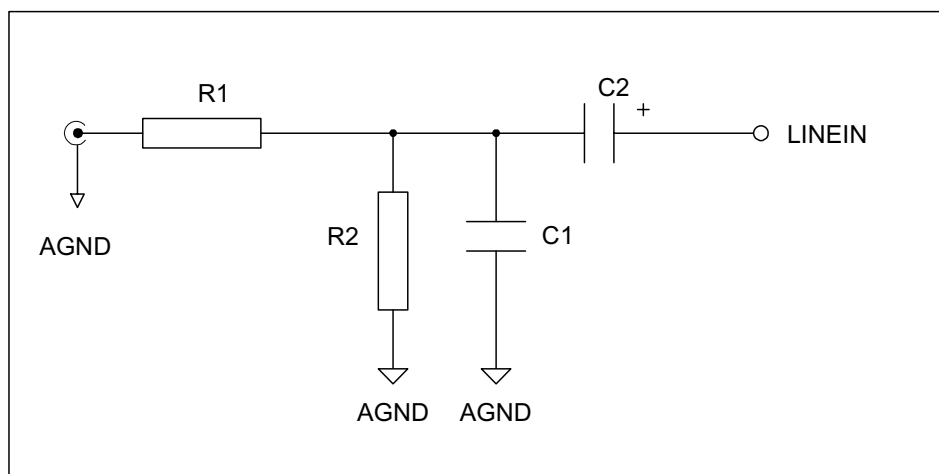 R1
C2
+
LINEIN
AGND
R2
C1
AGND
AGND